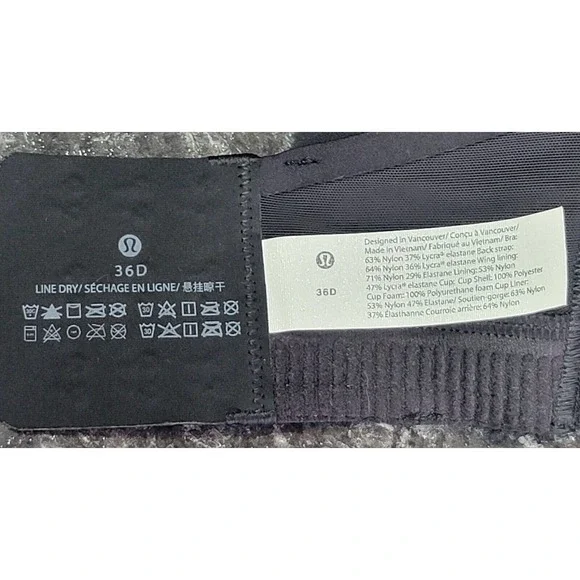 36D
LINE DRY/ SÉCHAGE EN LIGNE/ 悬挂晾干
30
30
36D
Designed in Vancouver/ Conçu à Vancouver/
Made in Vietnam/ Fabriqué au Vietnam/ Bra:
63% Nylon 37% Lycra® elastane Back strap:
64% Nylon 36% Lycra® elastane Wing lining:
71% Nylon 29% Elastane Lining: 53% Nylon
47% Lycra® elastane Cup: Cup Shell: 100% Polyester
Cup Foam: 100% Polyurethane foam Cup Liner:
53% Nylon 47% Elastane/ Soutien-gorge: 63% Nylon
37% Élasthanne Courroie arrière: 64% Nylon